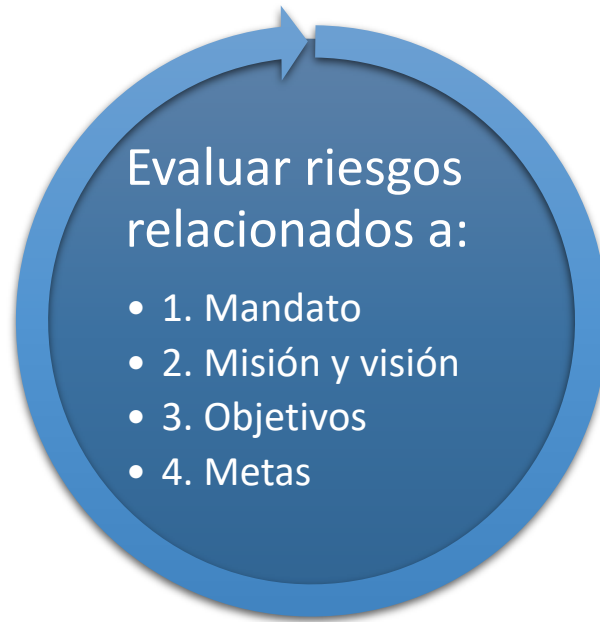 Evaluar riesgos
relacionados a:
• 1. Mandato
• 2. Misión y visión
• 3. Objetivos
• 4. Metas